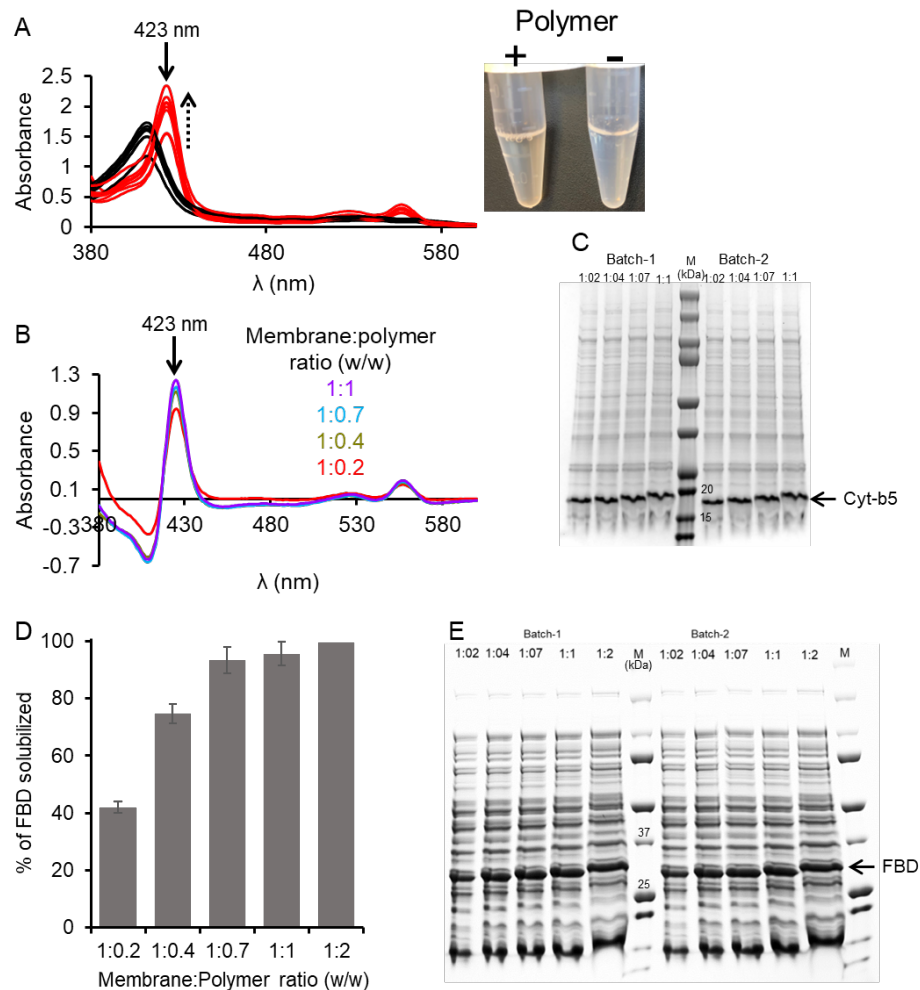 A
423 nm
Absorbance
2.5
2
1.5
1
0.5
0
380
480
580
λ (nm)
Polymer
+ -
B
423 nm
Membrane:polymer
ratio (w/w)
1:1
1:0.7
1:0.4
1:0.2
Absorbance
1.3
0.9
0.5
0.1
-0.3
-0.7
380
430
480
530
580
λ (nm)
C
Batch-1 M Batch-2
(kDa)
1:02 1:04 1:07 1:1 1:02 1:04 1:07 1:1
20
15
Cyt-b5
D
% of FBD solubilized
100
80
60
40
20
0
1:0.2 1:0.4 1:0.7 1:1 1:2
Membrane:Polymer ratio (w/w)
E
Batch-1 Batch-2
1:02 1:04 1:07 1:1 1:2 M 1:02 1:04 1:07 1:1 1:2 M
(kDa)
37
25
FBD